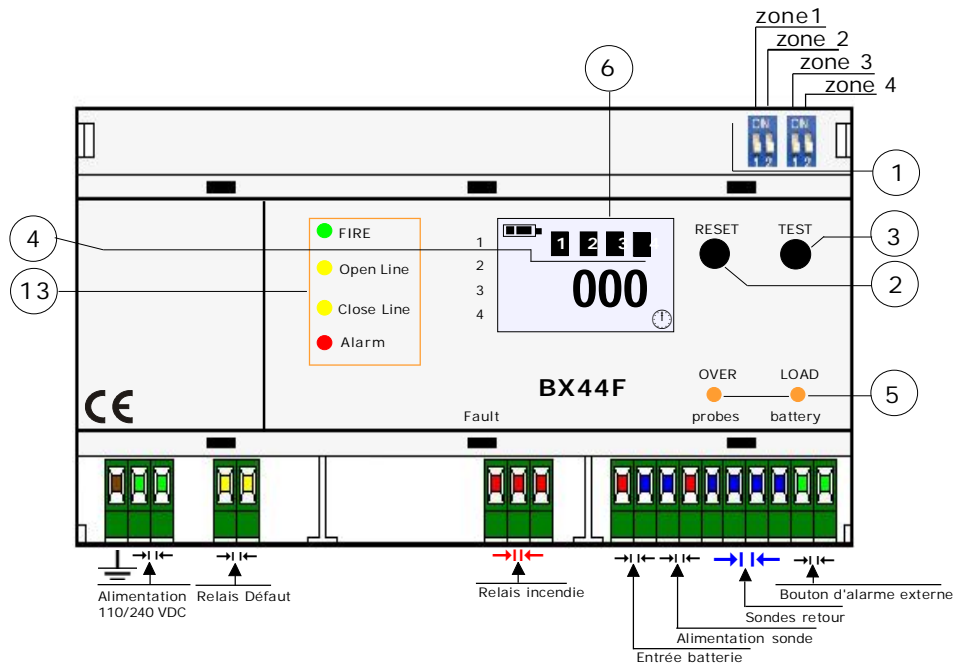 zone1
zone 2
zone 3
zone 4
6
ON
ON
1 2
1 2
1
4
13
FIRE
Open Line
Close Line
Alarm
1
2
3
4
1 2 3 4
000
RESET
TEST
3
2
BX44F
OVER
LOAD
probes
battery
5
CE
Fault
Alimentation
110/240 VDC
Relais Défaut
Relais incendie
Bouton d'alarme externe
Sondes retour
Alimentation sonde
Entrée batterie